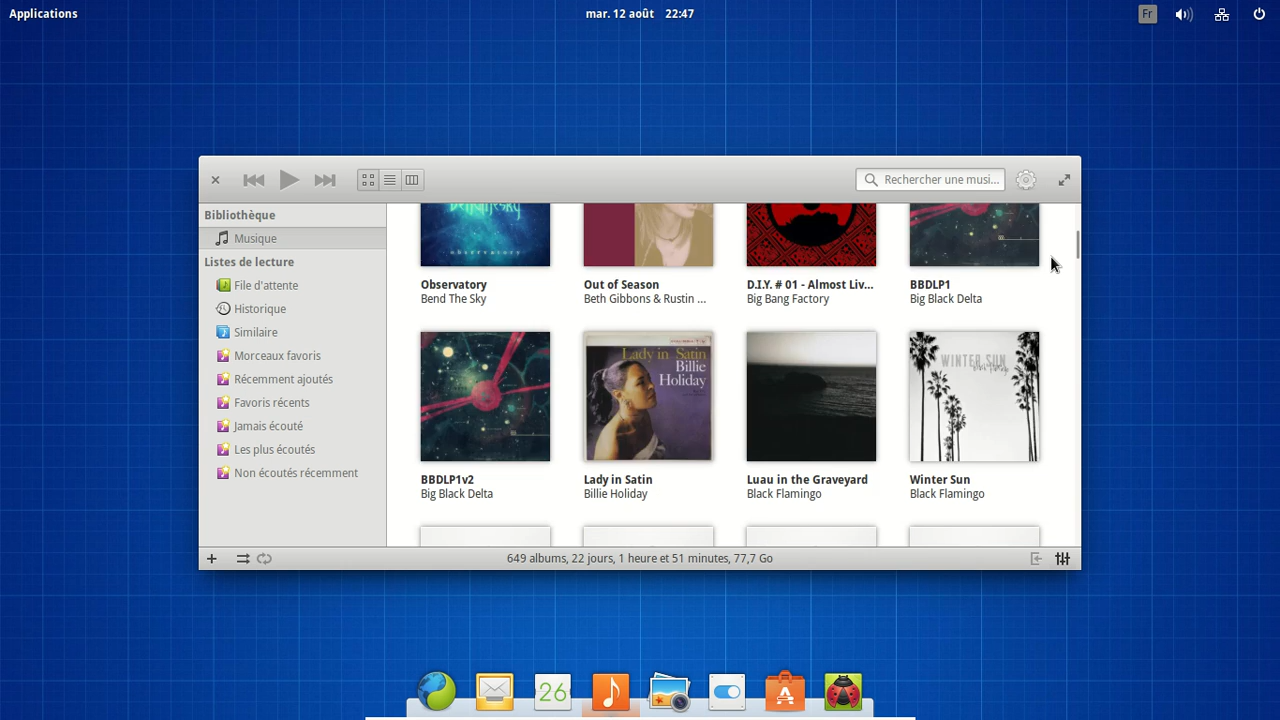 Applications
mar. 12 août 22:47
Fr
Rechercher une musi...
Bibliothèque
Musique
Listes de lecture
File d'attente
Historique
Similaire
Morceaux favoris
Récemment ajoutés
Favoris récents
Jamais écouté
Les plus écoutés
Non écoutés récemment
observatory
Observatory
Bend The Sky
Out of Season
Beth Gibbons & Rustin ...
D.I.Y. # 01 - Almost Liv...
Big Bang Factory
BBDLP1
Big Black Delta
Lady in Satin
Billie
Holiday
WINTER SUN
BBDLP1v2
Big Black Delta
Lady in Satin
Billie Holiday
Luau in the Graveyard
Black Flamingo
Winter Sun
Black Flamingo
649 albums, 22 jours, 1 heure et 51 minutes, 77,7 Go
26